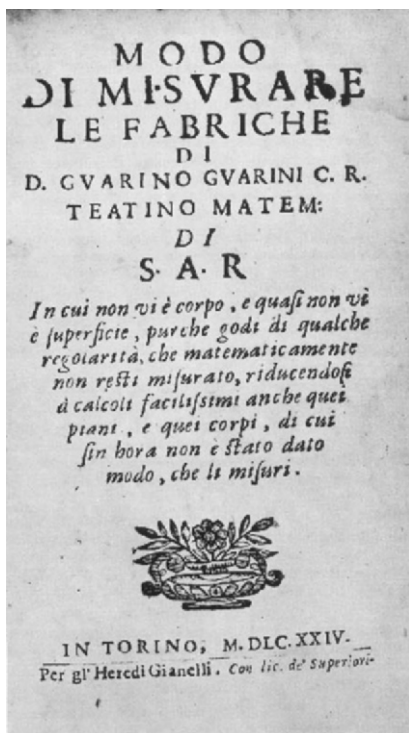 MODO
DI MI·SVRARE
LE FABRICHE
DI
D. GVARINO GVARINI C. R.
TEATINO MATEM:
DI
S. A. R
In cui non vi è corpo, e quaſi non vi
è ſuperficie, purche godi di qualche
regolarità, che matematicamente
non reſti miſurato, riducendoſi
à calcoli faciliſsimi anche quei
piani, e quei corpi, di cui
ſin hora non è ſtato dato
modo, che li miſuri.
IN TORINO, M. DLC. XXIV.
Per gl' Heredi Gianelli. Con lic. de' Superiori.